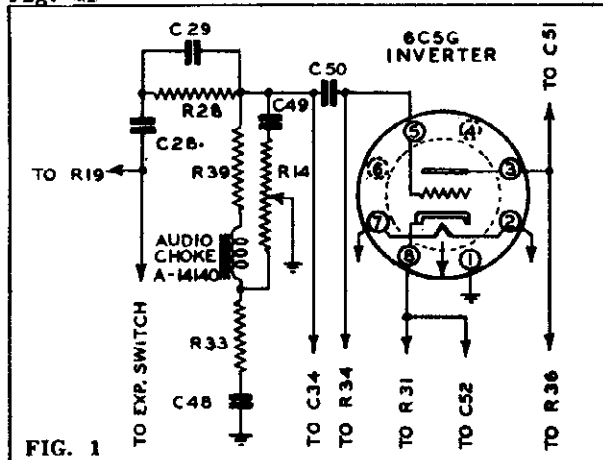 6C5G
INVERTER
C29
C50
TO C51
R28
C49
C28.
TO R19
R39
R14
5
4
6
3
7
2
8
1
AUDIO
CHOKE
A-14140
R33
C48
TO EXP. SWITCH
TO C34
TO R34
TO R31
TO C52
TO R36
FIG. 1